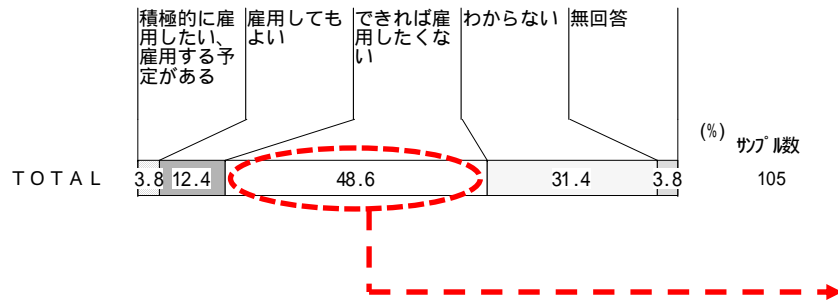 積極的に雇
用したい、
雇用する予
定がある
雇用しても
よい
できれば雇
用したくな
い
わからない
無回答
(%)
ｻﾝﾌﾟﾙ数
ＴＯＴＡＬ 3.8 12.4 48.6 31.4 3.8 105